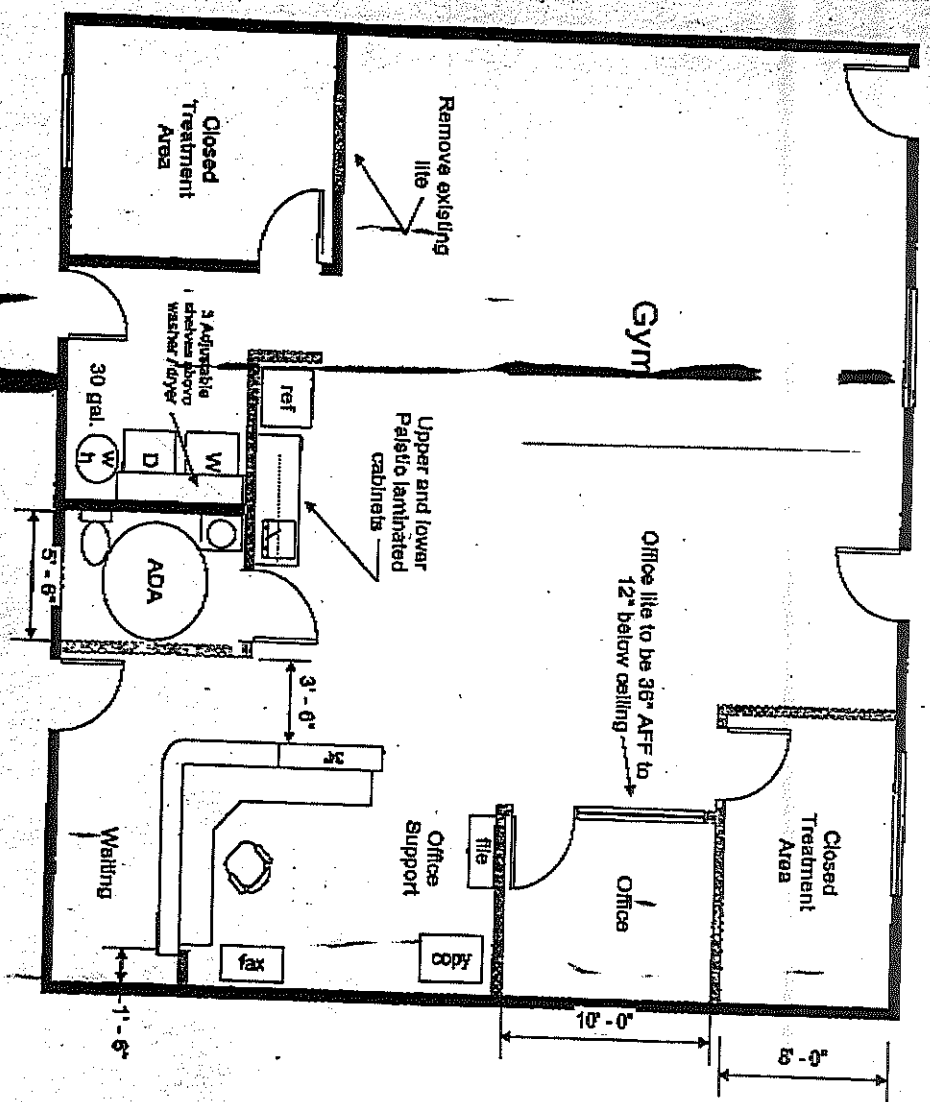 Closed
Treatment
Area
Remove existing
lite
Gym
3 Adjustable
shelves above
washer / dryer
30 gal.
W
h
D
W
ref
Upper and lower
Palstic laminated
cabinets
Office lite to be 36" AFF to
12" below ceiling
ADA
5' - 6"
3' - 6"
34"
Waiting
Office
Support
file
Office
Closed
Treatment
Area
fax
copy
1' - 6"
10' - 0"
8' - 0"